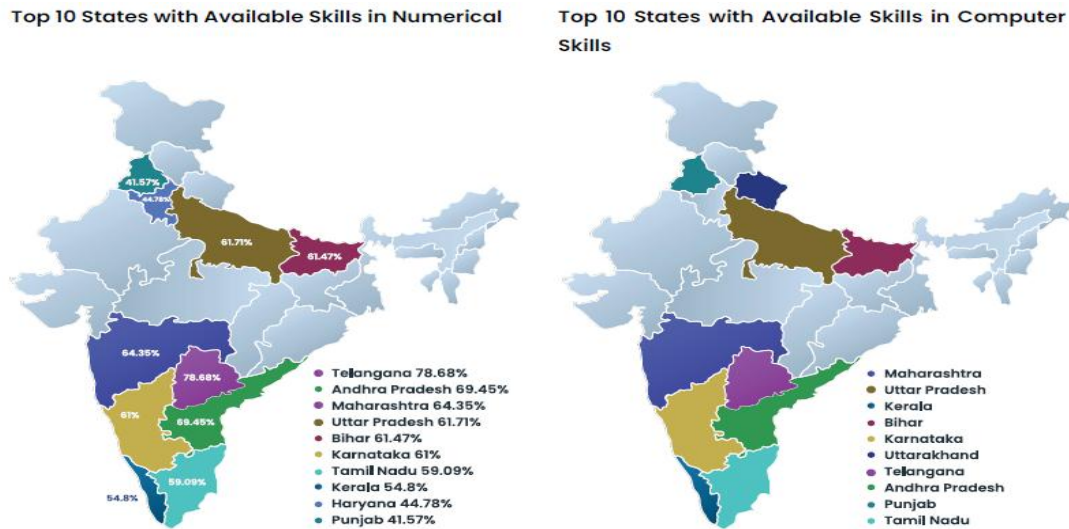 Top 10 States with Available Skills in Numerical
41.57%
44.78%
61.71%
61.47%
64.35%
78.68%
61%
69.45%
59.09%
54.8%
Telangana 78.68%
Andhra Pradesh 69.45%
Maharashtra 64.35%
Uttar Pradesh 61.71%
Bihar 61.47%
Karnataka 61%
Tamil Nadu 59.09%
Kerala 54.8%
Haryana 44.78%
Punjab 41.57%
Top 10 States with Available Skills in Computer
Skills
Maharashtra
Uttar Pradesh
Kerala
Bihar
Karnataka
Uttarakhand
Telangana
Andhra Pradesh
Punjab
Tamil Nadu